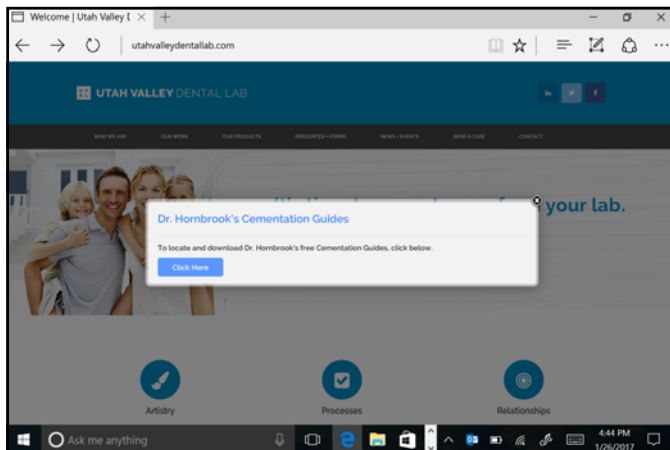 Welcome | Utah Valley D
utahvalleydentallab.com
UTAH VALLEY DENTAL LAB
in
f
WHO WE ARE OUR WORK OUR PRODUCTS RESOURCES + FORMS NEWS + EVENTS SEND A CASE CONTACT
your lab.
Dr. Hornbrook's Cementation Guides
To locate and download Dr. Hornbrook's free Cementation Guides, click below.
Click Here
Artistry Processes Relationships
Ask me anything
4:44 PM
1/26/2017